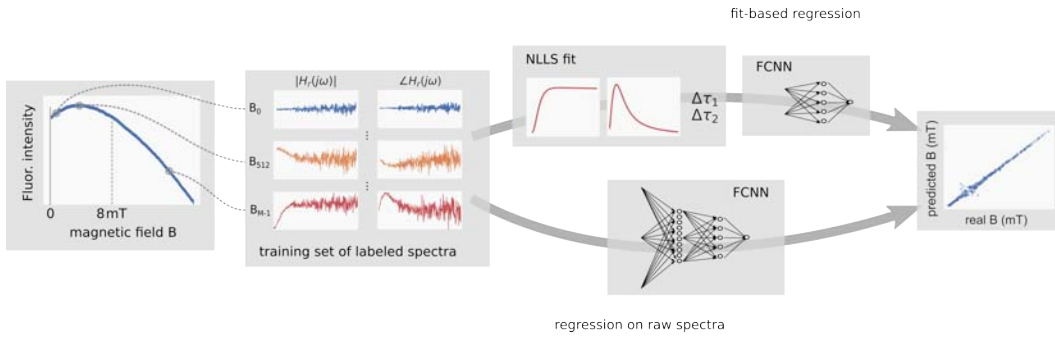 fit-based regression
NLLS fit
Δτ₁
Δτ₂
FCNN
|Hᵣ(jω)|
∠Hᵣ(jω)
B₀
⋮
B₅₁₂
⋮
B_M-1
training set of labeled spectra
Fluor. intensity
0
8mT
magnetic field B
FCNN
predicted B (mT)
real B (mT)
regression on raw spectra